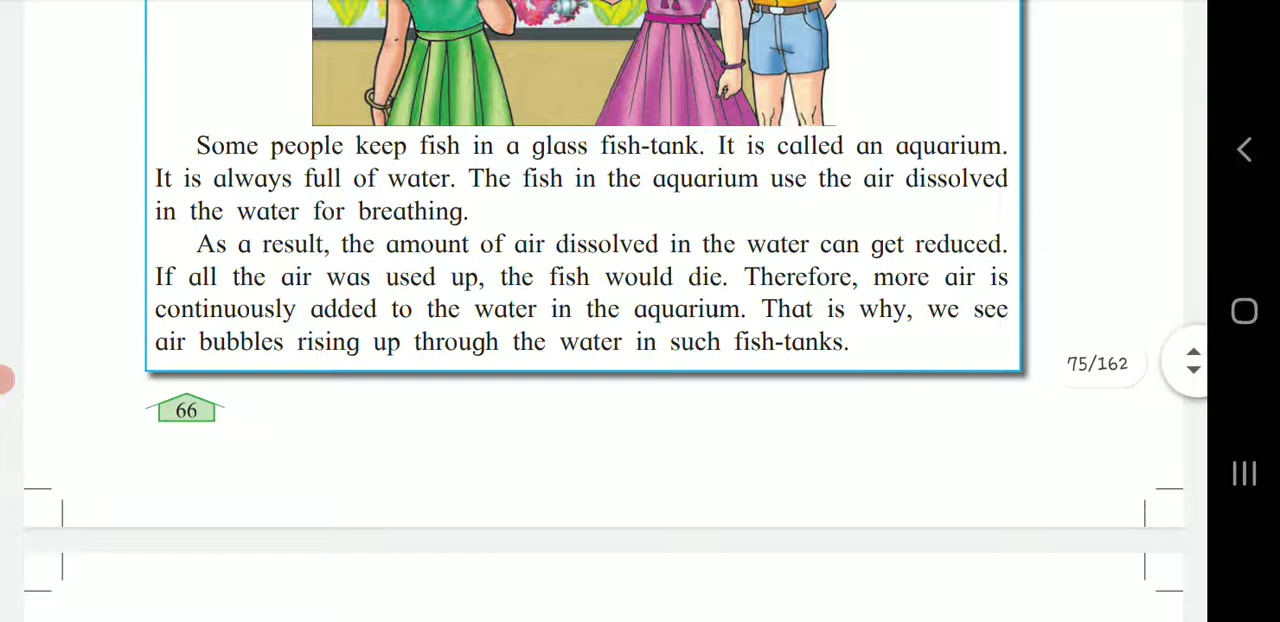 Some people keep fish in a glass fish-tank. It is called an aquarium.
It is always full of water. The fish in the aquarium use the air dissolved
in the water for breathing.
As a result, the amount of air dissolved in the water can get reduced.
If all the air was used up, the fish would die. Therefore, more air is
continuously added to the water in the aquarium. That is why, we see
air bubbles rising up through the water in such fish-tanks.
75/162
66